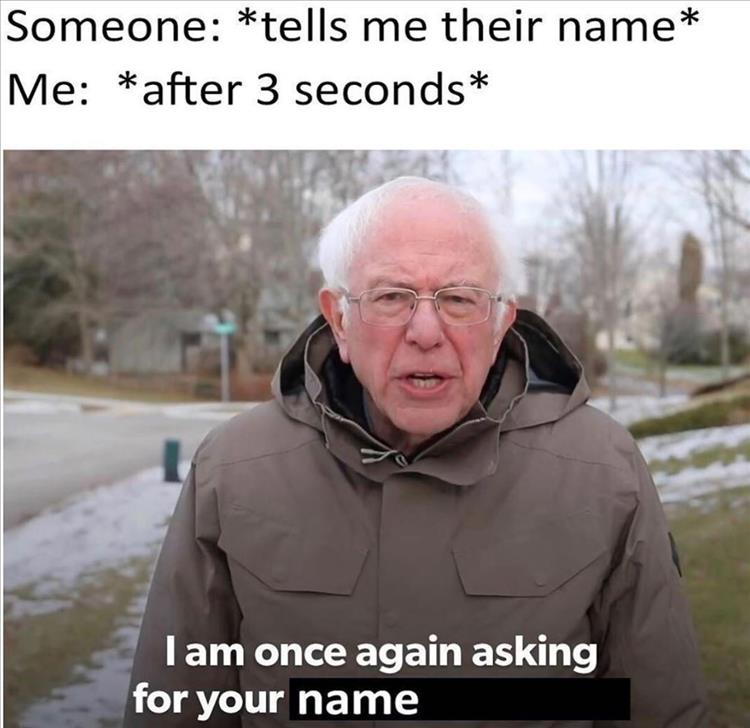 Someone: *tells me their name*
Me: *after 3 seconds*
I am once again asking
for your name